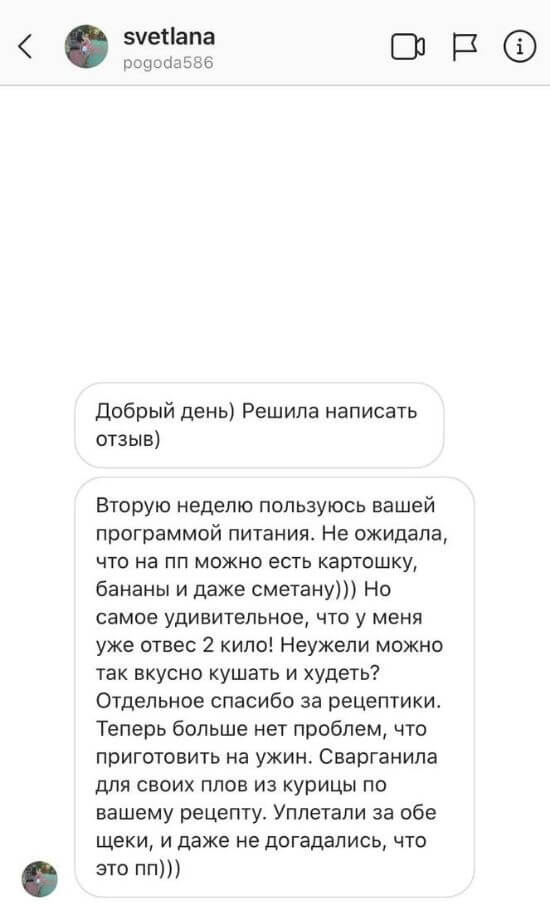 svetlana
pogoda586
Добрый день) Решила написать
отзыв)
Вторую неделю пользуюсь вашей
программой питания. Не ожидала,
что на пп можно есть картошку,
бананы и даже сметану))) Но
самое удивительное, что у меня
уже отвес 2 кило! Неужели можно
так вкусно кушать и худеть?
Отдельное спасибо за рецептики.
Теперь больше нет проблем, что
приготовить на ужин. Сварганила
для своих плов из курицы по
вашему рецепту. Уплетали за обе
щеки, и даже не догадались, что
это пп)))